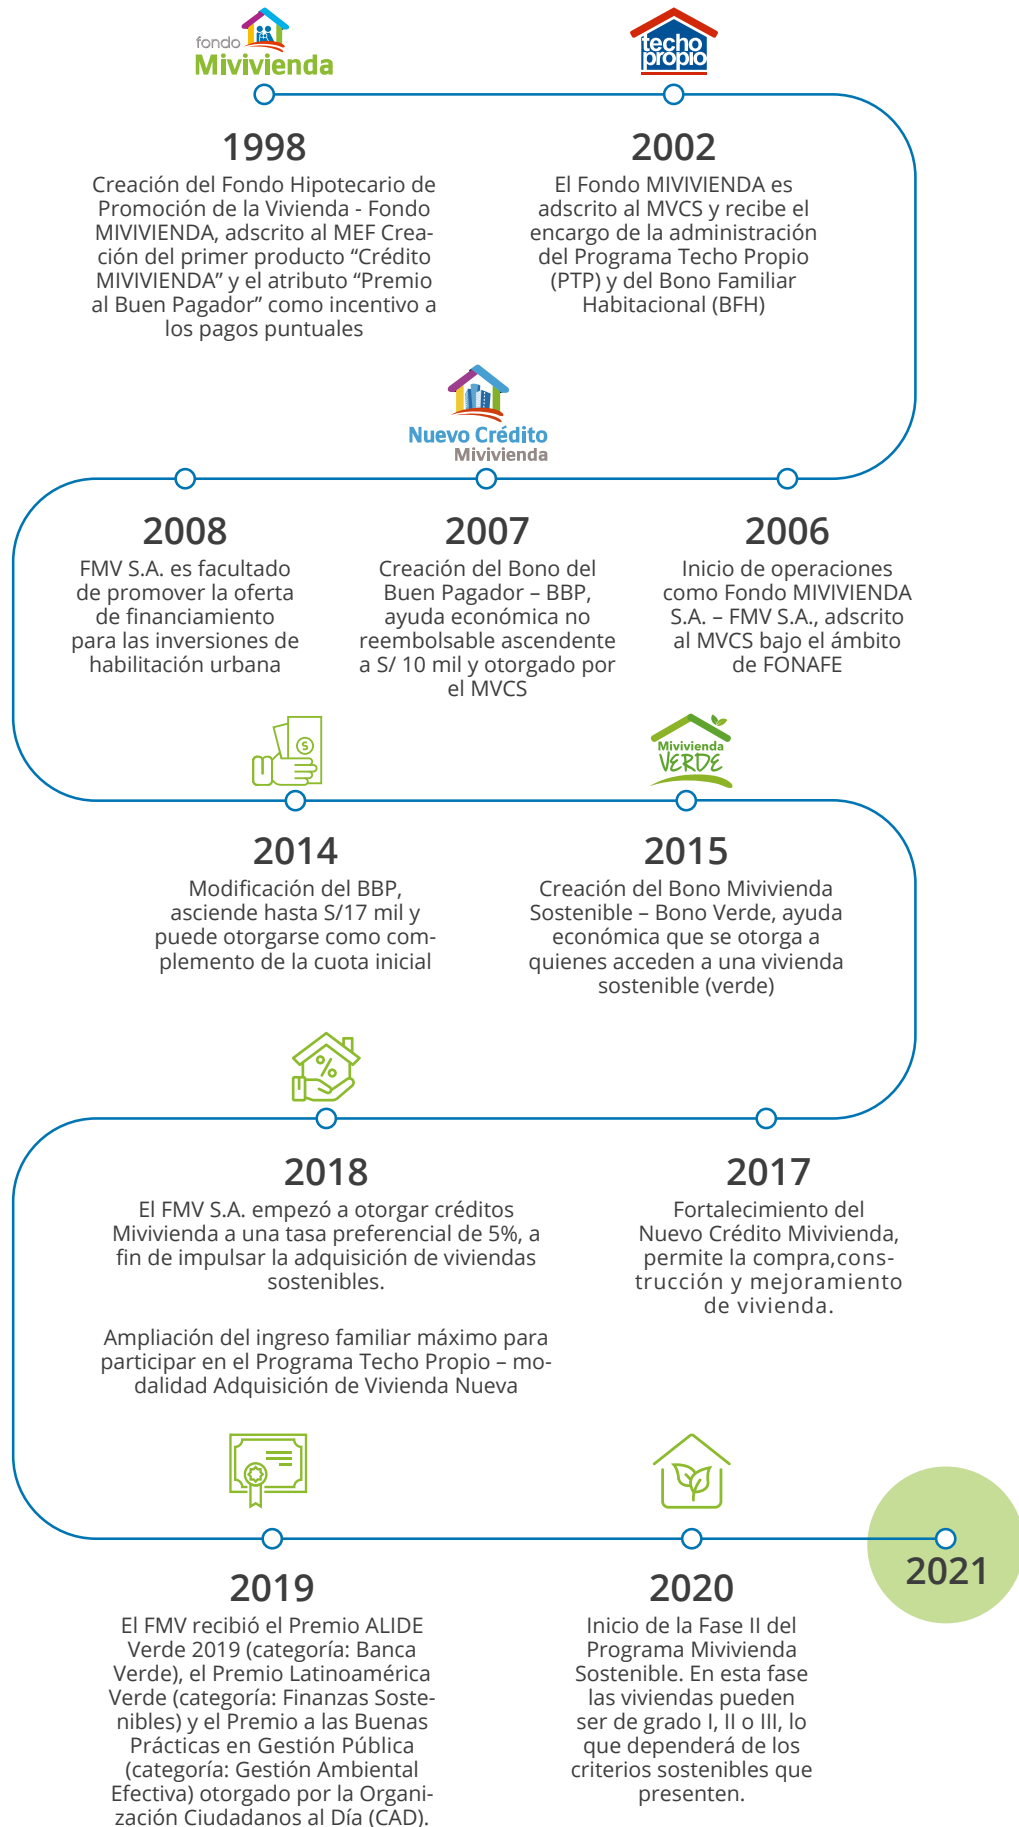 fondo
Mivivienda
techo
propio
1998
Creación del Fondo Hipotecario de
Promoción de la Vivienda - Fondo
MIVIVIENDA, adscrito al MEF Crea-
ción del primer producto “Crédito
MIVIVIENDA” y el atributo “Premio
al Buen Pagador” como incentivo a
los pagos puntuales
2002
El Fondo MIVIVIENDA es
adscrito al MVCS y recibe el
encargo de la administración
del Programa Techo Propio
(PTP) y del Bono Familiar
Habitacional (BFH)
Nuevo Crédito
Mivivienda
2006
Inicio de operaciones
como Fondo MIVIVIENDA
S.A. – FMV S.A., adscrito
al MVCS bajo el ámbito
de FONAFE
2007
Creación del Bono del
Buen Pagador – BBP,
ayuda económica no
reembolsable ascendente
a S/ 10 mil y otorgado por
el MVCS
2008
FMV S.A. es facultado
de promover la oferta
de financiamiento
para las inversiones de
habilitación urbana
S
2014
Modificación del BBP,
asciende hasta S/17 mil y
puede otorgarse como com-
plemento de la cuota inicial
Mivivienda
VERDE
2015
Creación del Bono Mivivienda
Sostenible – Bono Verde, ayuda
económica que se otorga a
quienes acceden a una vivienda
sostenible (verde)
2017
Fortalecimiento del
Nuevo Crédito Mivivienda,
permite la compra,cons-
trucción y mejoramiento
de vivienda.
%
2018
El FMV S.A. empezó a otorgar créditos
Mivivienda a una tasa preferencial de 5%, a
fin de impulsar la adquisición de viviendas
sostenibles.
Ampliación del ingreso familiar máximo para
participar en el Programa Techo Propio – mo-
dalidad Adquisición de Vivienda Nueva
2019
El FMV recibió el Premio ALIDE
Verde 2019 (categoría: Banca
Verde), el Premio Latinoamérica
Verde (categoría: Finanzas Soste-
nibles) y el Premio a las Buenas
Prácticas en Gestión Pública
(categoría: Gestión Ambiental
Efectiva) otorgado por la Organi-
zación Ciudadanos al Día (CAD).
2020
Inicio de la Fase II del
Programa Mivivienda
Sostenible. En esta fase
las viviendas pueden
ser de grado I, II o III, lo
que dependerá de los
criterios sostenibles que
presenten.
2021